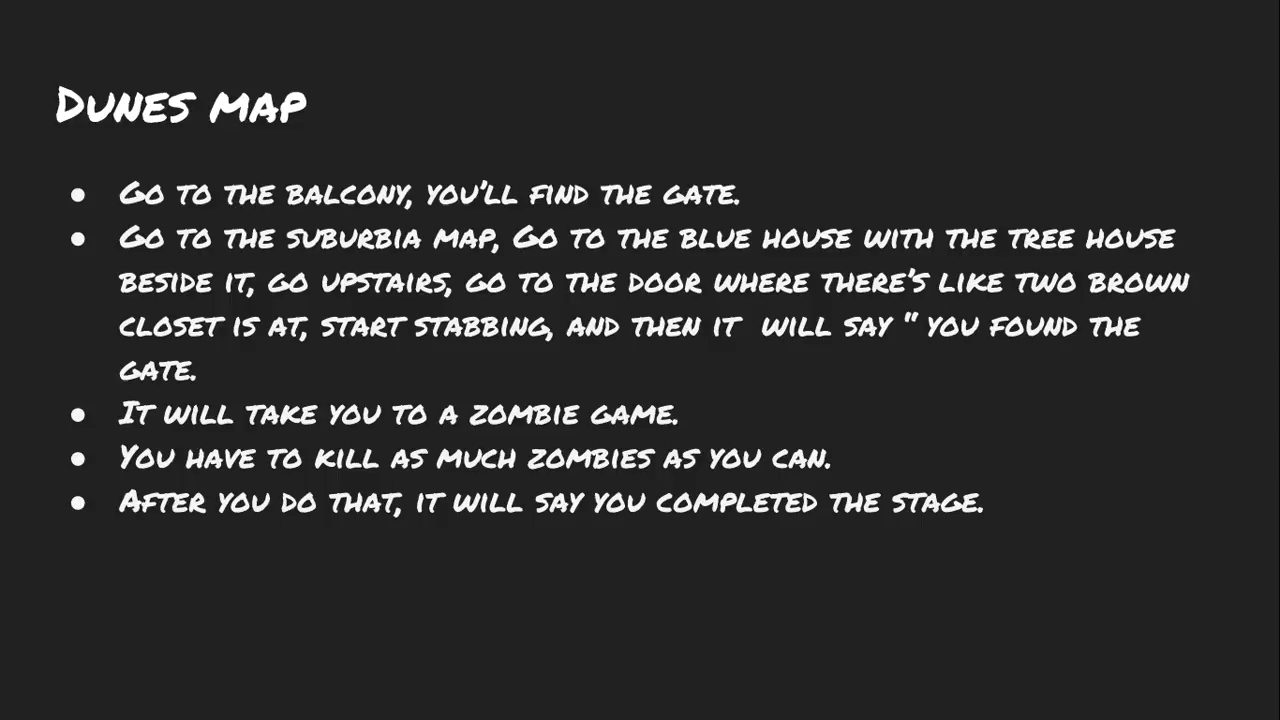 Dunes map
● Go to the balcony, you'll find the gate.
● Go to the suburbia map, Go to the blue house with the tree house
beside it, go upstairs, go to the door where there's like two brown
closet is at, start stabbing, and then it  will say “ you found the
gate.
● It will take you to a zombie game.
● You have to kill as much zombies as you can.
● After you do that, it will say you completed the stage.